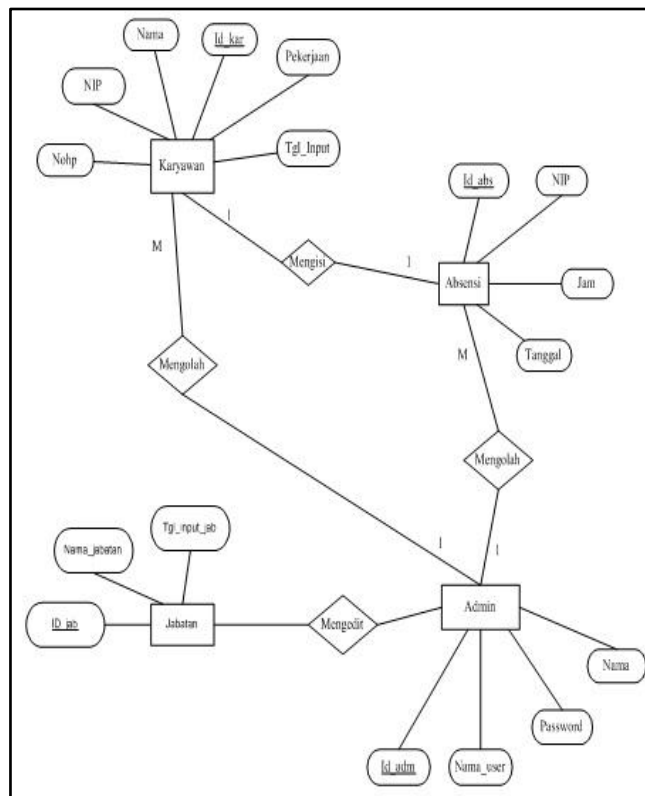 Nama
Id_kar
Pekerjaan
NIP
Nohp
Karyawan
Tgl_Input
Id_abs
NIP
1
M
Mengisi
1
Absensi
Jam
Tanggal
M
Mengolah
Mengolah
Tgl_input_jab
Nama_jabatan
1
1
ID_jab
Jabatan
Mengedit
Admin
Nama
Password
Id_adm
Nama_user